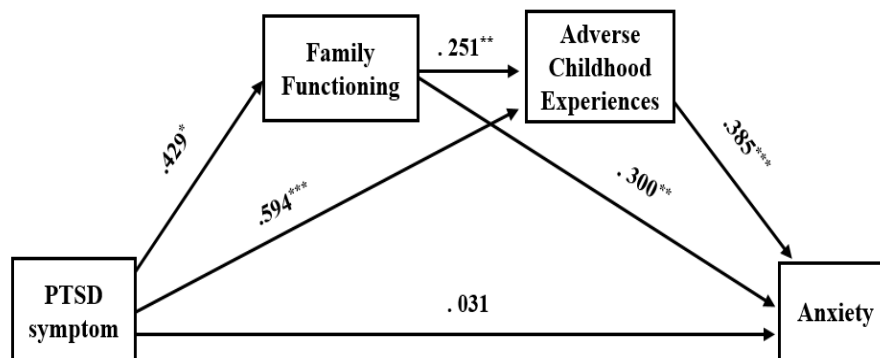 Family
Functioning
. 251**
Adverse
Childhood
Experiences
.429*
.594***
. 300**
.385***
PTSD
symptom
. 031
Anxiety